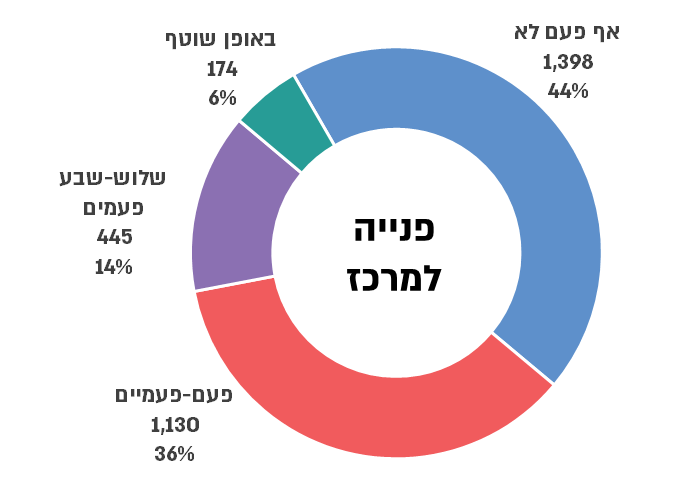 אף פעם לא
1,398
44%
באופן שוטף
174
6%
שלוש-שבע
פעמים
445
14%
פנייה
למרכז
פעם-פעמיים
1,130
36%